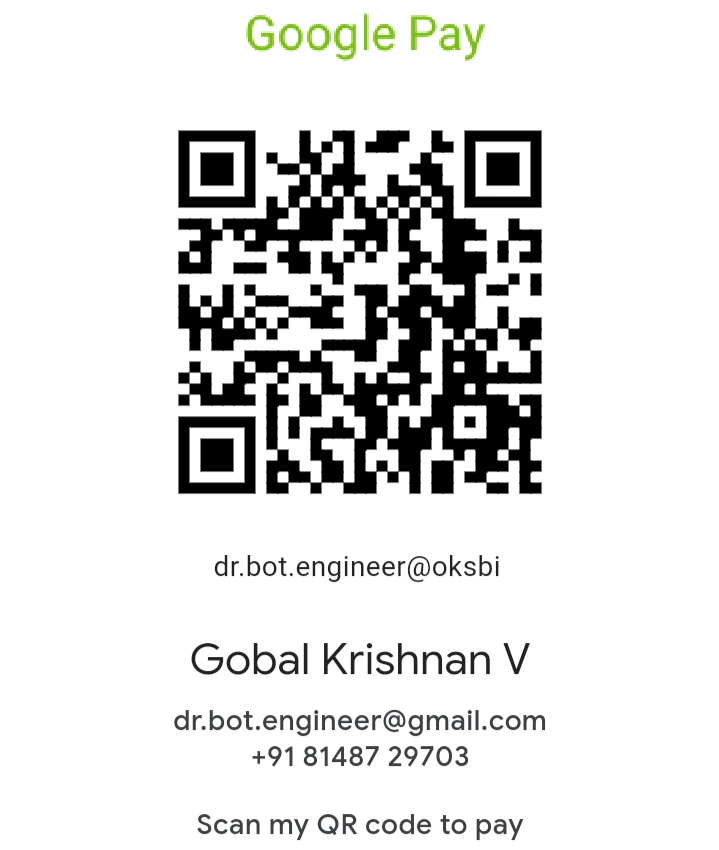 Google Pay
dr.bot.engineer@oksbi
Gobal Krishnan V
dr.bot.engineer@gmail.com
+91 81487 29703
Scan my QR code to pay